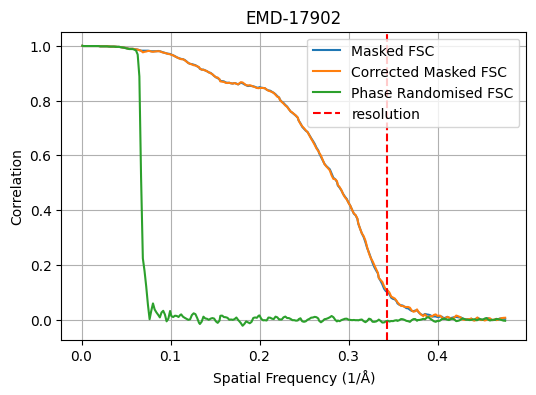 EMD-17902
Masked FSC
Corrected Masked FSC
Phase Randomised FSC
resolution
Correlation
1.0
0.8
0.6
0.4
0.2
0.0
0.0 0.1 0.2 0.3 0.4
Spatial Frequency (1/Å)